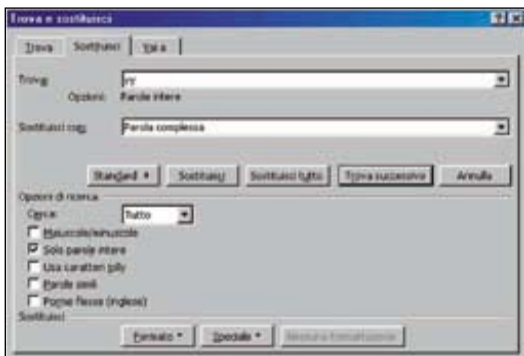 Trova e sostituisci
Trova Sostituisci Vai a
Trova: yy
Opzioni: Parole intere
Sostituisci con: Parola complessa
Standard Sostituisci Sostituisci tutto Trova successivo Annulla
Opzioni di ricerca
Cerca: Tutto
Maiuscole/minuscole
Solo parole intere
Usa caratteri jolly
Parole simili
Forme flesse (inglese)
Sostituisci
Formato Speciale Nessuna formattazione